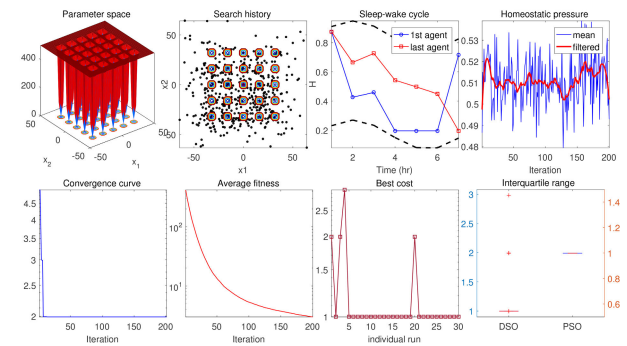 Parameter space
400
200
0
50
0
-50
-50
0
50
x2
x1
Search history
50
0
50
-50
0
50
x2
x1
Sleep-wake cycle
1st agent
last agent
0.8
0.6
0.4
0.2
H
2
4
6
Time (hr)
Homeostatic pressure
mean
filtered
0.54
0.53
0.52
0.51
0.5
0.49
0.48
50
100
150
200
Iteration
Convergence curve
4.5
4
3.5
3
2.5
2
50
100
150
200
Iteration
Average fitness
10²
10¹
50
100
150
200
Iteration
Best cost
2.5
2
1.5
1
5
10
15
20
25
30
individual run
Interquartile range
2.5
2
1.5
1
1.4
1.2
1
0.8
0.6
DSO
PSO